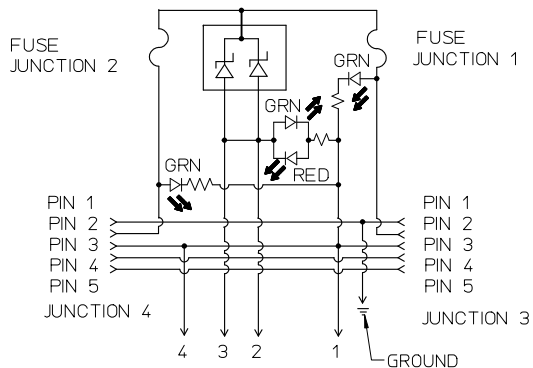 FUSE
JUNCTION 2
FUSE
JUNCTION 1
GRN
GRN
GRN
RED
PIN 1
PIN 2
PIN 3
PIN 4
PIN 5
JUNCTION 4
PIN 1
PIN 2
PIN 3
PIN 4
PIN 5
JUNCTION 3
4
3
2
1
GROUND